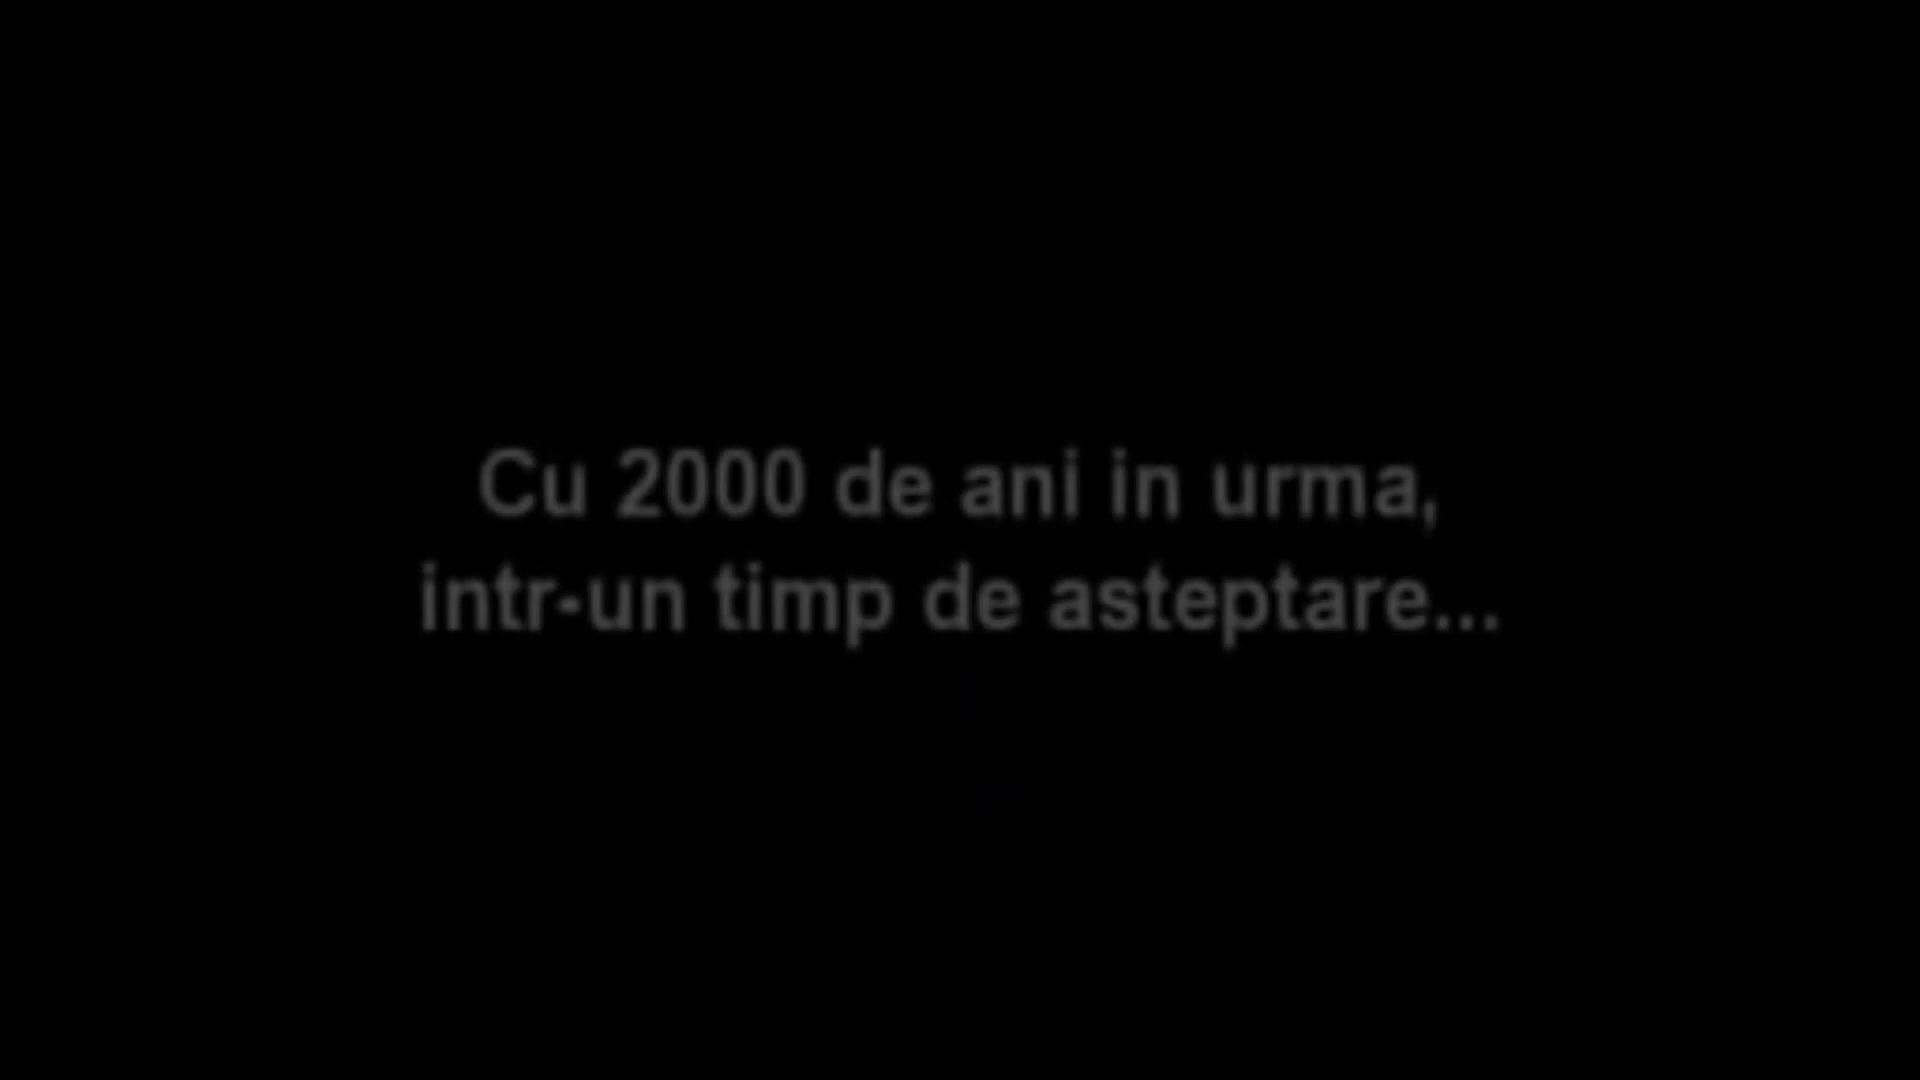 Cu 2000 de ani in urma,
intr-un timp de asteptare...